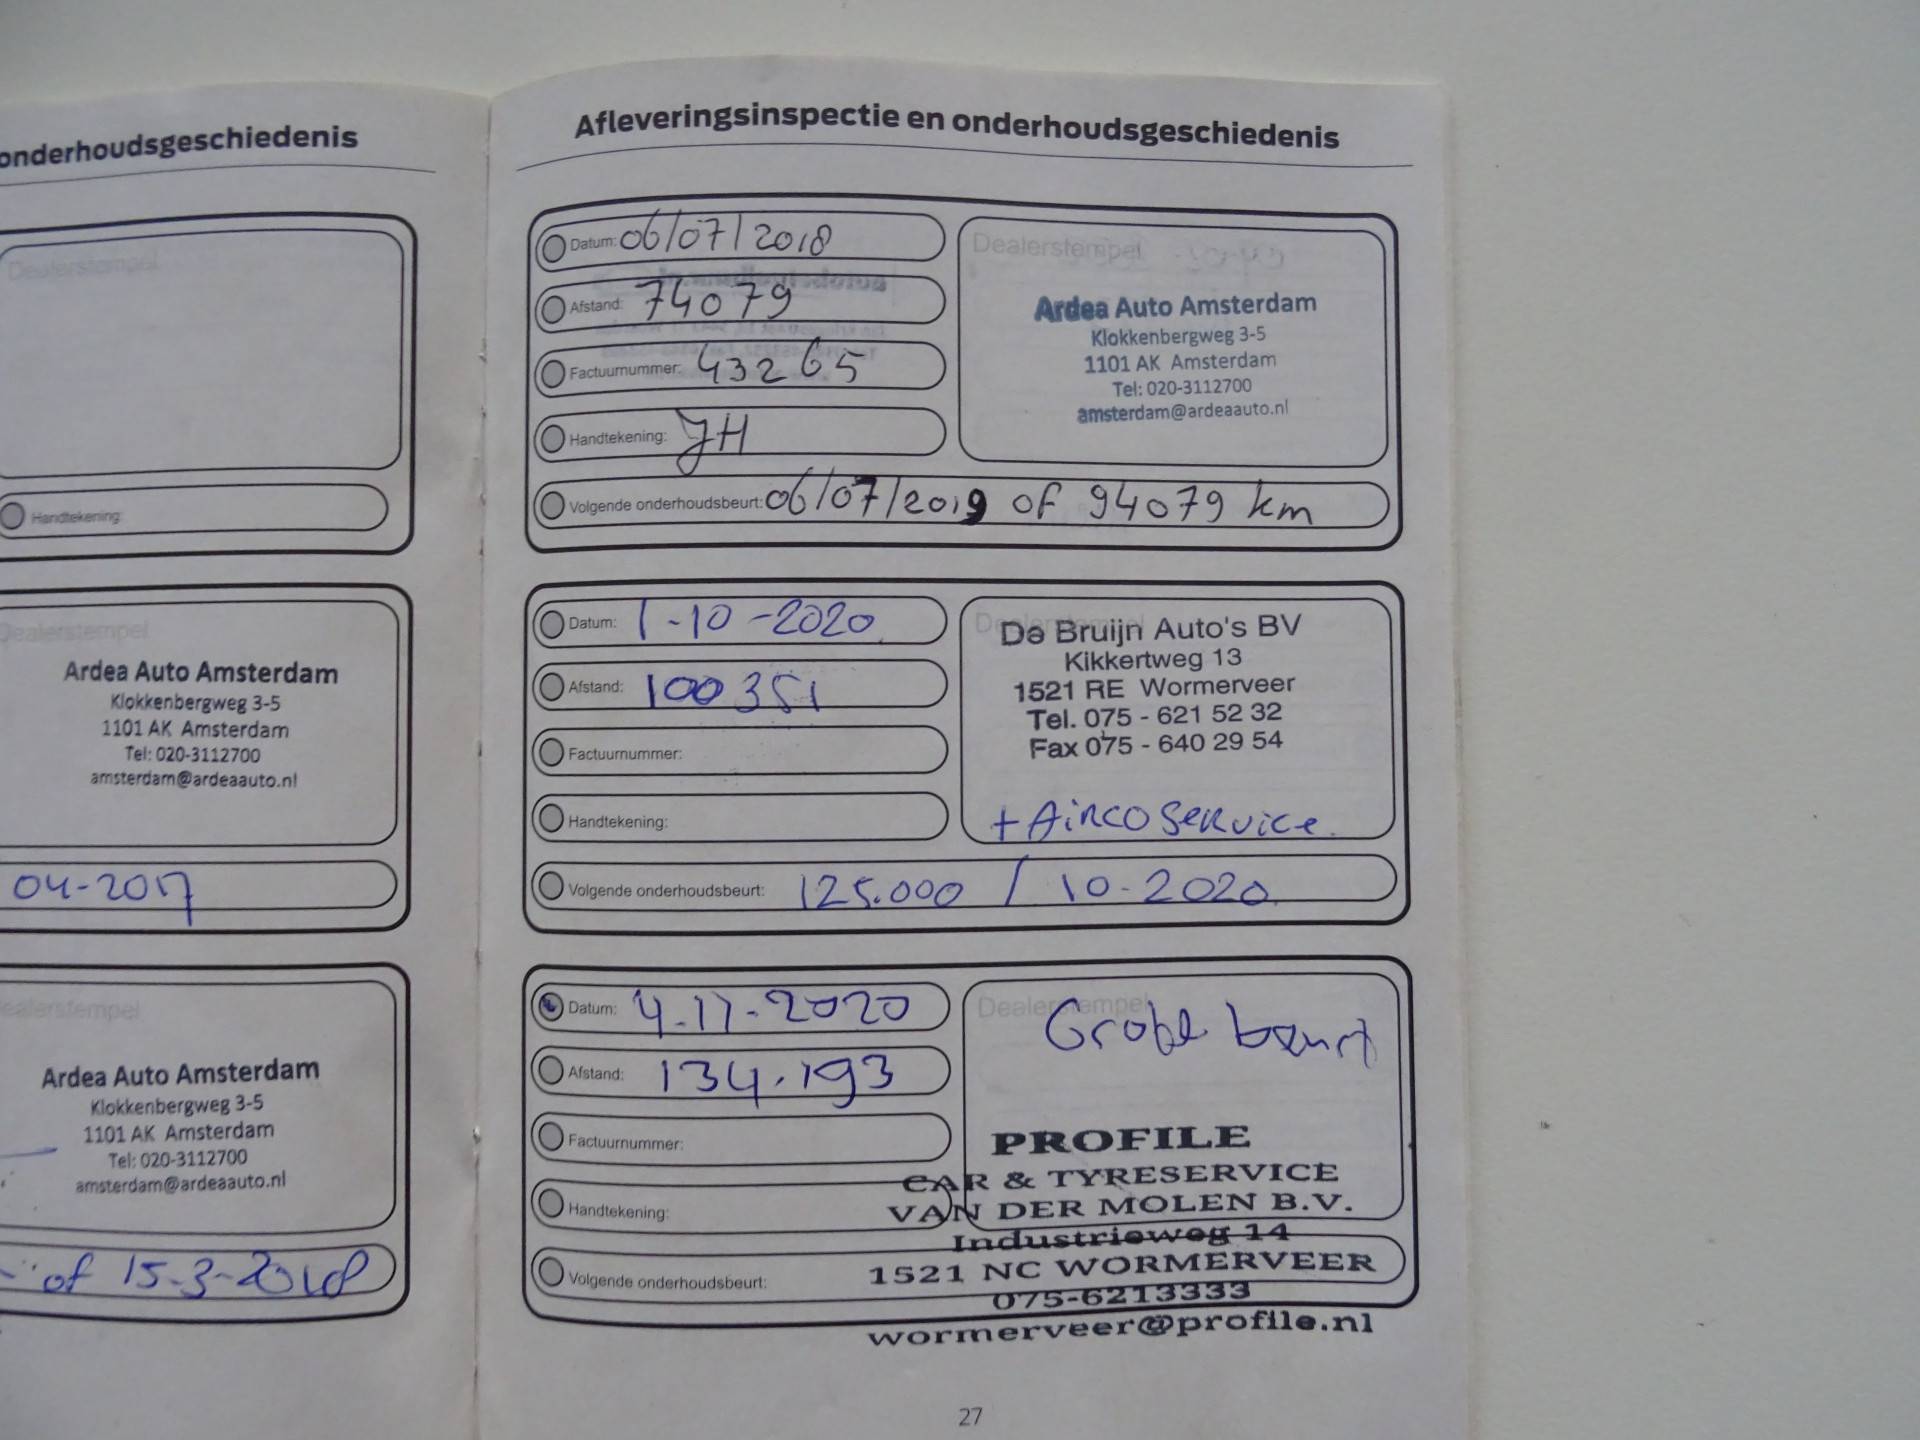 onderhoudsgeschiedenis
Dealerstempel
Handtekening:
Dealerstempel
Ardea Auto Amsterdam
Klokkenbergweg 3-5
1101 AK Amsterdam
Tel: 020-3112700
amsterdam@ardeaauto.nl
04-2017
Dealerstempel
Ardea Auto Amsterdam
Klokkenbergweg 3-5
1101 AK Amsterdam
Tel: 020-3112700
amsterdam@ardeaauto.nl
of 15-3-2018
Afleveringsinspectie en onderhoudsgeschiedenis
Datum: 06/07/2018
Afstand: 74079
Factuurnummer: 43265
Handtekening: JH
Dealerstempel
Ardea Auto Amsterdam
Klokkenbergweg 3-5
1101 AK Amsterdam
Tel: 020-3112700
amsterdam@ardeaauto.nl
Volgende onderhoudsbeurt: 06/07/2019 of 94079 km
Datum: 1-10-2020
Afstand: 100351
Factuurnummer:
Handtekening:
De Bruijn Auto's BV
Kikkertweg 13
1521 RE Wormerveer
Tel. 075 - 621 52 32
Fax 075 - 640 29 54
+ Airco Service.
Volgende onderhoudsbeurt: 125.000 / 10-2020
Datum: 4-11-2020
Afstand: 134.193
Factuurnummer:
Handtekening:
Dealerstempel
Grote beurt
PROFILE
CAR & TYRESERVICE
VAN DER MOLEN B.V.
Industrieweg 14
1521 NC WORMERVEER
075-6213333
wormerveer@profile.nl
Volgende onderhoudsbeurt:
27